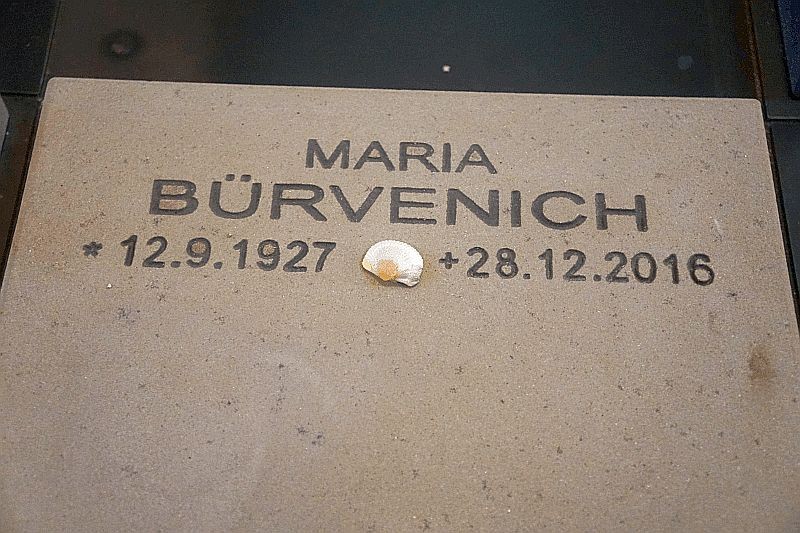 MARIA
BÜRVENICH
* 12.9.1927 +28.12.2016